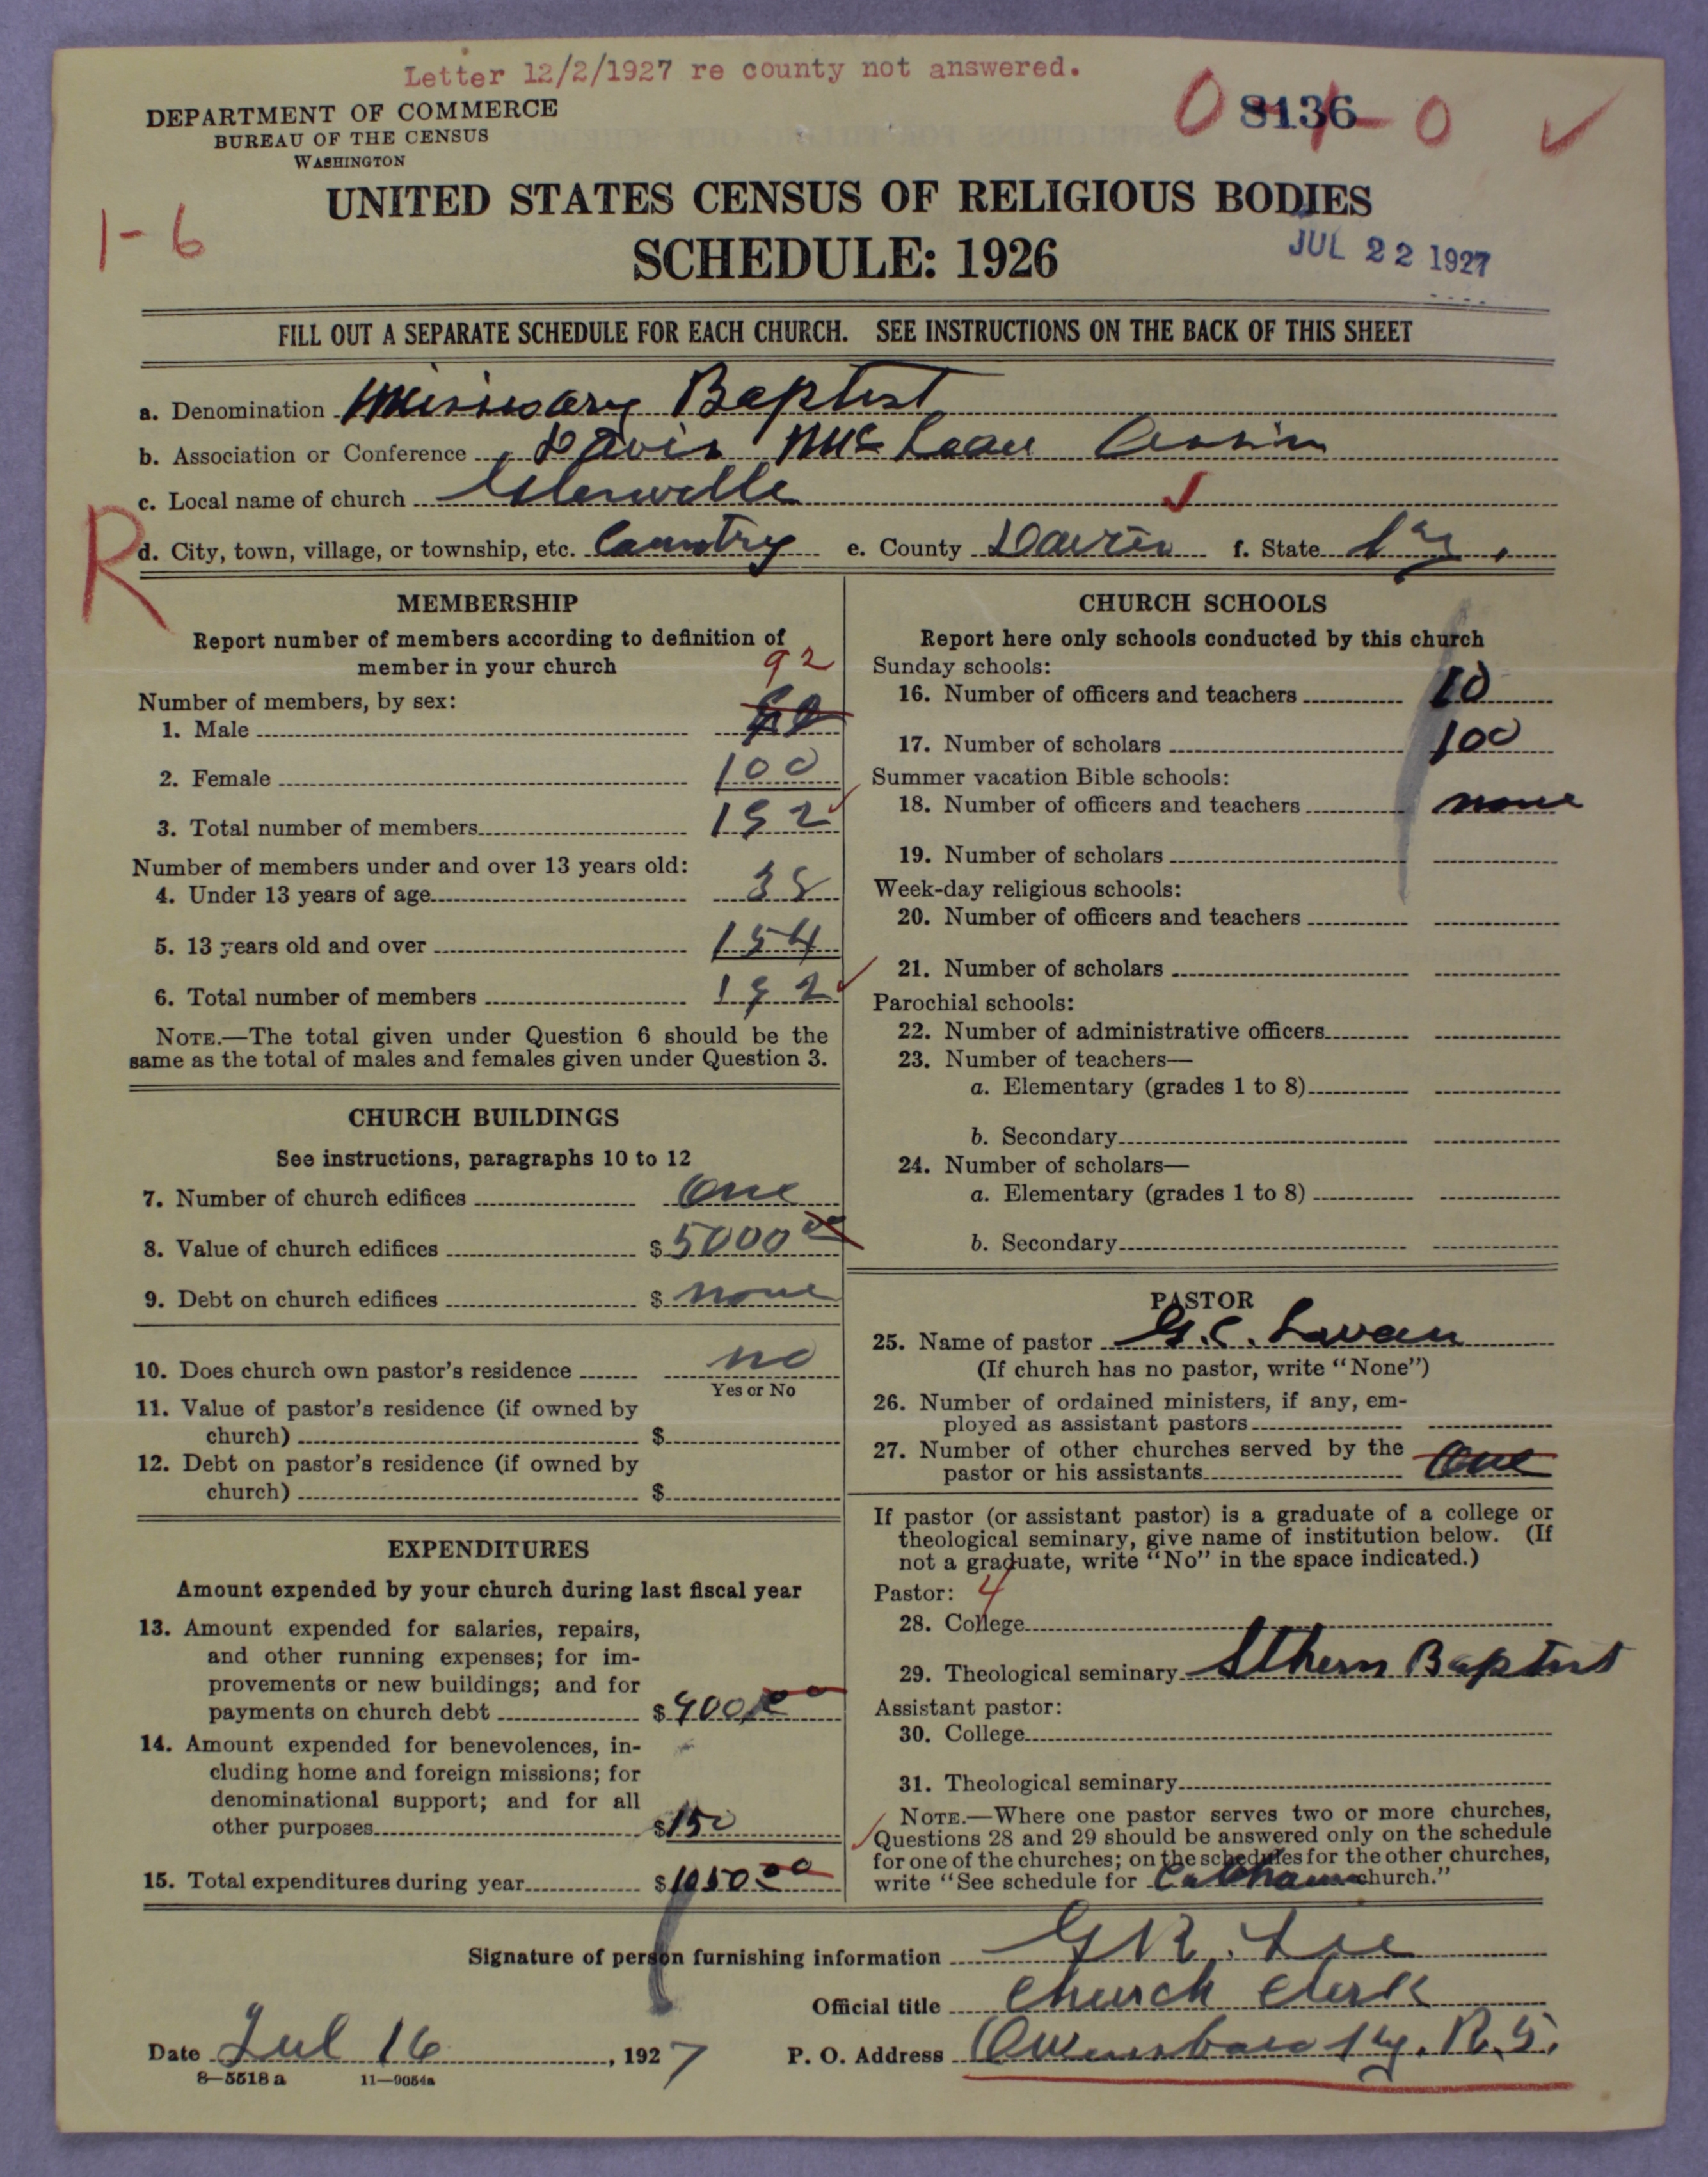 Letter 12/2/1927 re county not answered.
DEPARTMENT OF COMMERCE
BUREAU OF THE CENSUS
WASHINGTON
8136
0-1-0
UNITED STATES CENSUS OF RELIGIOUS BODIES
1-6
SCHEDULE: 1926
JUL 22 1927
FILL OUT A SEPARATE SCHEDULE FOR EACH CHURCH. SEE INSTRUCTIONS ON THE BACK OF THIS SHEET
a. Denomination Missionary Baptist
b. Association or Conference Daviess McLean
c. Local name of church Glenville
R
d. City, town, village, or township, etc. Country e. County Daviess f. State Ky.
MEMBERSHIP
Report number of members according to definition of
member in your church
92
Number of members, by sex:
1. Male
2. Female 100
3. Total number of members 192
Number of members under and over 13 years old:
4. Under 13 years of age 38
5. 13 years old and over 154
6. Total number of members 192
NOTE.—The total given under Question 6 should be the
same as the total of males and females given under Question 3.
CHURCH BUILDINGS
See instructions, paragraphs 10 to 12
7. Number of church edifices One
8. Value of church edifices $5000 00
9. Debt on church edifices $ none
10. Does church own pastor's residence no
Yes or No
11. Value of pastor's residence (if owned by
church) $
12. Debt on pastor's residence (if owned by
church) $
EXPENDITURES
Amount expended by your church during last fiscal year
13. Amount expended for salaries, repairs,
and other running expenses; for im-
provements or new buildings; and for
payments on church debt $900 00
14. Amount expended for benevolences, in-
cluding home and foreign missions; for
denominational support; and for all
other purposes $150
15. Total expenditures during year $1050 00
CHURCH SCHOOLS
Report here only schools conducted by this church
Sunday schools:
16. Number of officers and teachers 10
17. Number of scholars 100
Summer vacation Bible schools:
18. Number of officers and teachers none
19. Number of scholars
Week-day religious schools:
20. Number of officers and teachers
21. Number of scholars
Parochial schools:
22. Number of administrative officers
23. Number of teachers—
a. Elementary (grades 1 to 8)
b. Secondary
24. Number of scholars—
a. Elementary (grades 1 to 8)
b. Secondary
PASTOR
25. Name of pastor G. C. Lavan
(If church has no pastor, write "None")
26. Number of ordained ministers, if any, em-
ployed as assistant pastors
27. Number of other churches served by the
pastor or his assistants One
If pastor (or assistant pastor) is a graduate of a college or
theological seminary, give name of institution below. (If
not a graduate, write "No" in the space indicated.)
Pastor: 4
28. College
29. Theological seminary Sthern Baptist
Assistant pastor:
30. College
31. Theological seminary
NOTE.—Where one pastor serves two or more churches,
Questions 28 and 29 should be answered only on the schedule
for one of the churches; on the schedules for the other churches,
write "See schedule for church."
Signature of person furnishing information G R. Lee
Official title Church Clerk
Date Jul 16, 1927 P. O. Address Owensboro Ky. R.5.
8—5518 a 11—9054a